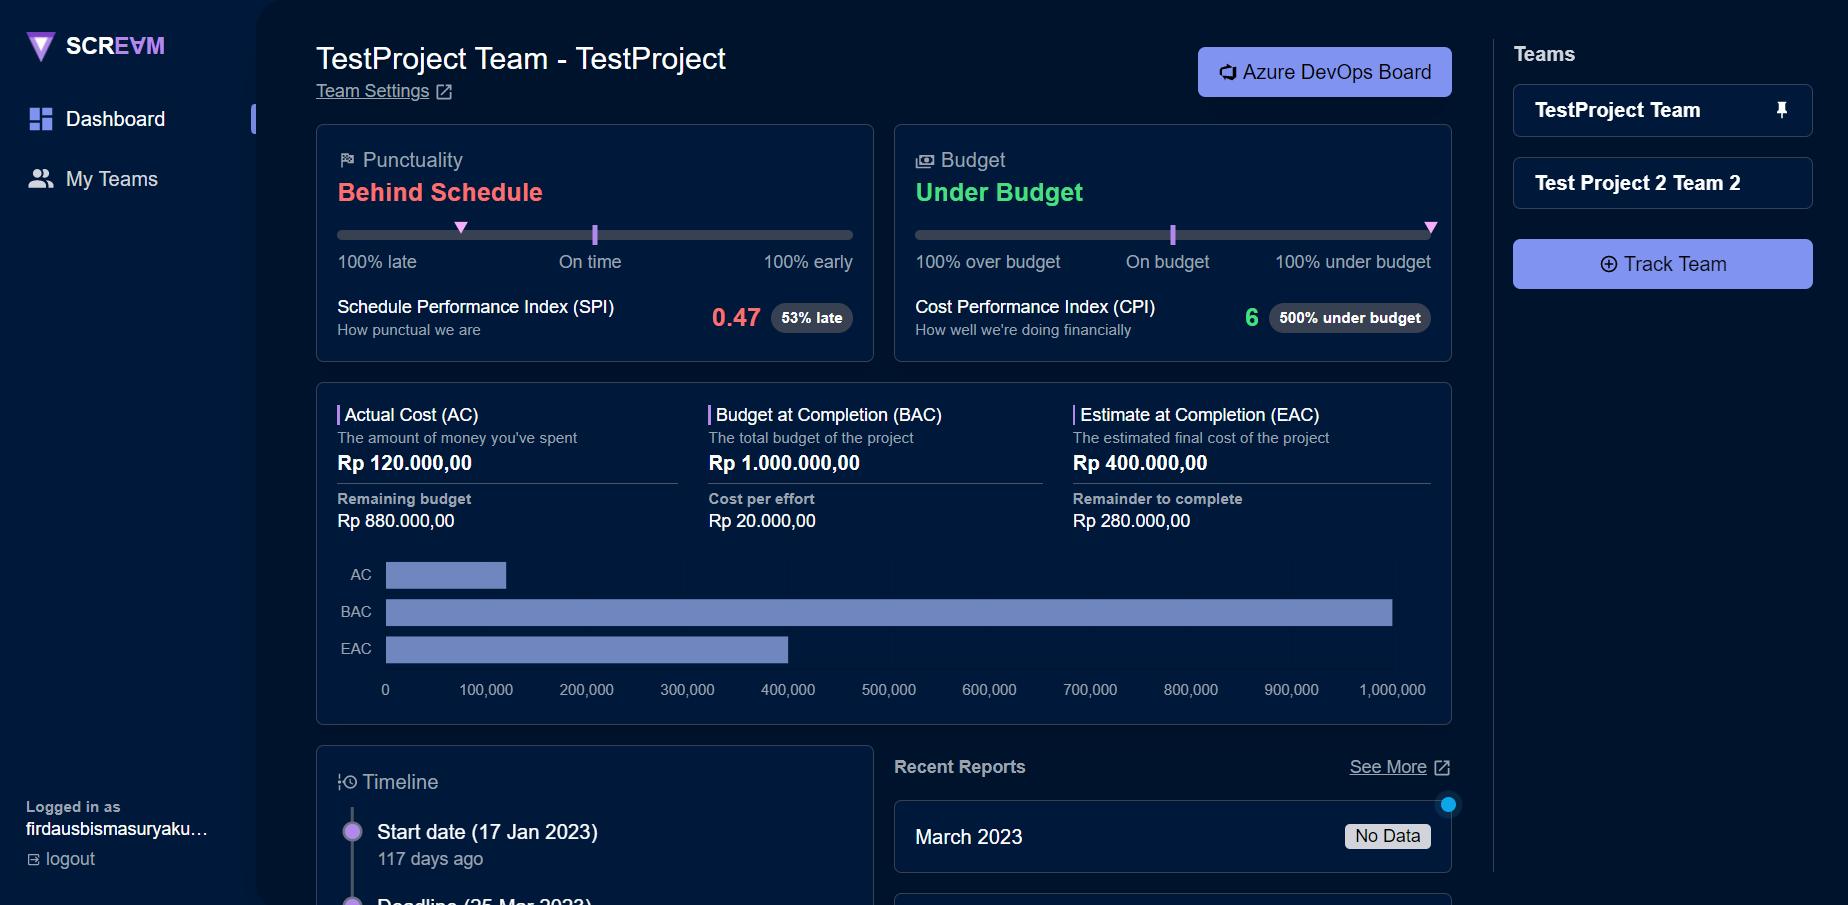 SCREAM
Dashboard
My Teams
Logged in as
firdausbismasuryaku...
logout
TestProject Team - TestProject
Team Settings
Azure DevOps Board
Punctuality
Behind Schedule
100% late On time 100% early
Schedule Performance Index (SPI)
How punctual we are
0.47 53% late
Budget
Under Budget
100% over budget On budget 100% under budget
Cost Performance Index (CPI)
How well we're doing financially
6 500% under budget
Actual Cost (AC)
The amount of money you've spent
Rp 120.000,00
Remaining budget
Rp 880.000,00
Budget at Completion (BAC)
The total budget of the project
Rp 1.000.000,00
Cost per effort
Rp 20.000,00
Estimate at Completion (EAC)
The estimated final cost of the project
Rp 400.000,00
Remainder to complete
Rp 280.000,00
AC
BAC
EAC
0 100,000 200,000 300,000 400,000 500,000 600,000 700,000 800,000 900,000 1,000,000
Timeline
Start date (17 Jan 2023)
117 days ago
Deadline (25 Mar 2023)
Recent Reports
See More
March 2023
No Data
Teams
TestProject Team
Test Project 2 Team 2
Track Team